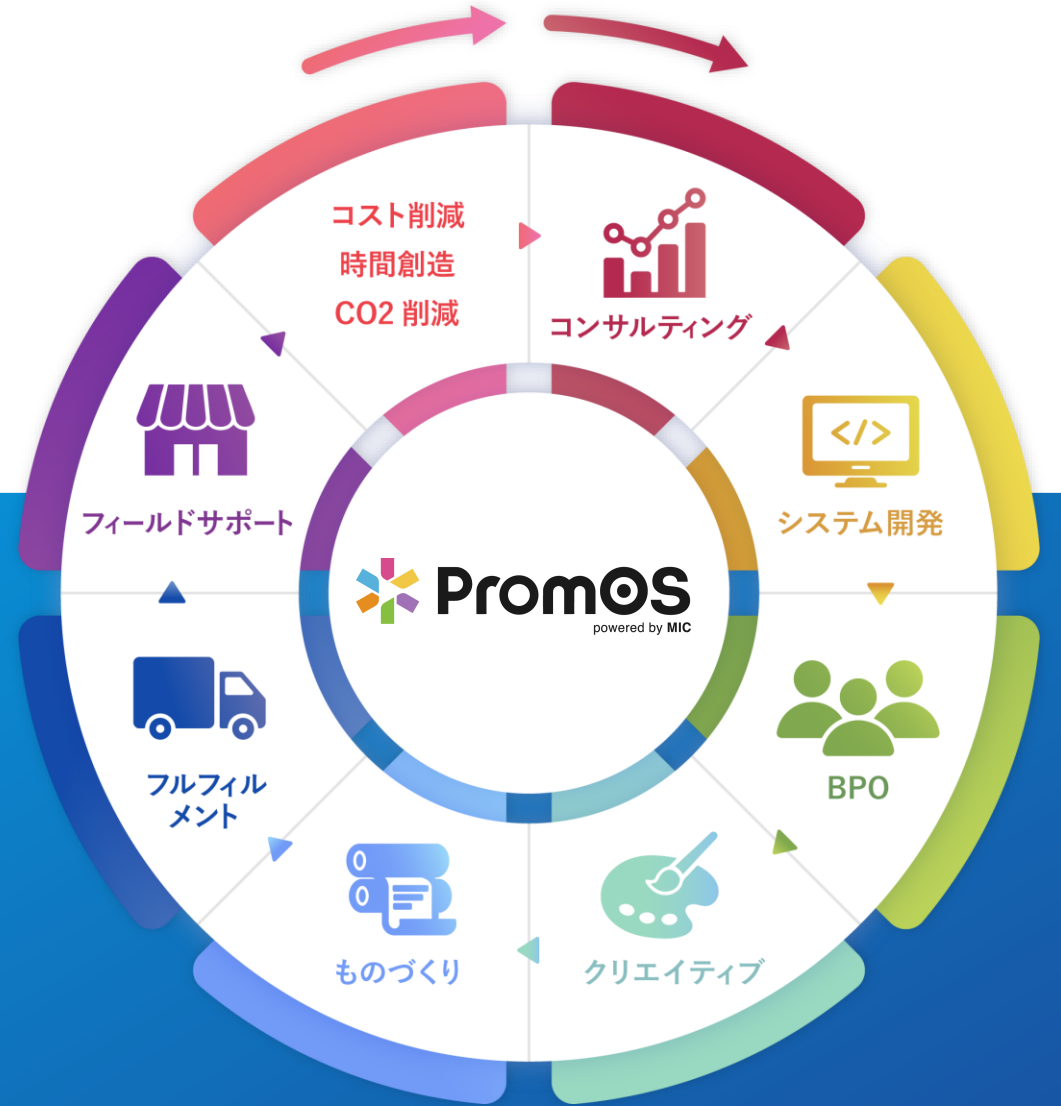 コスト削減
時間創造
CO2 削減
コンサルティング
システム開発
BPO
クリエイティブ
ものづくり
フルフィル
メント
フィールドサポート
PromOS
powered by MIC